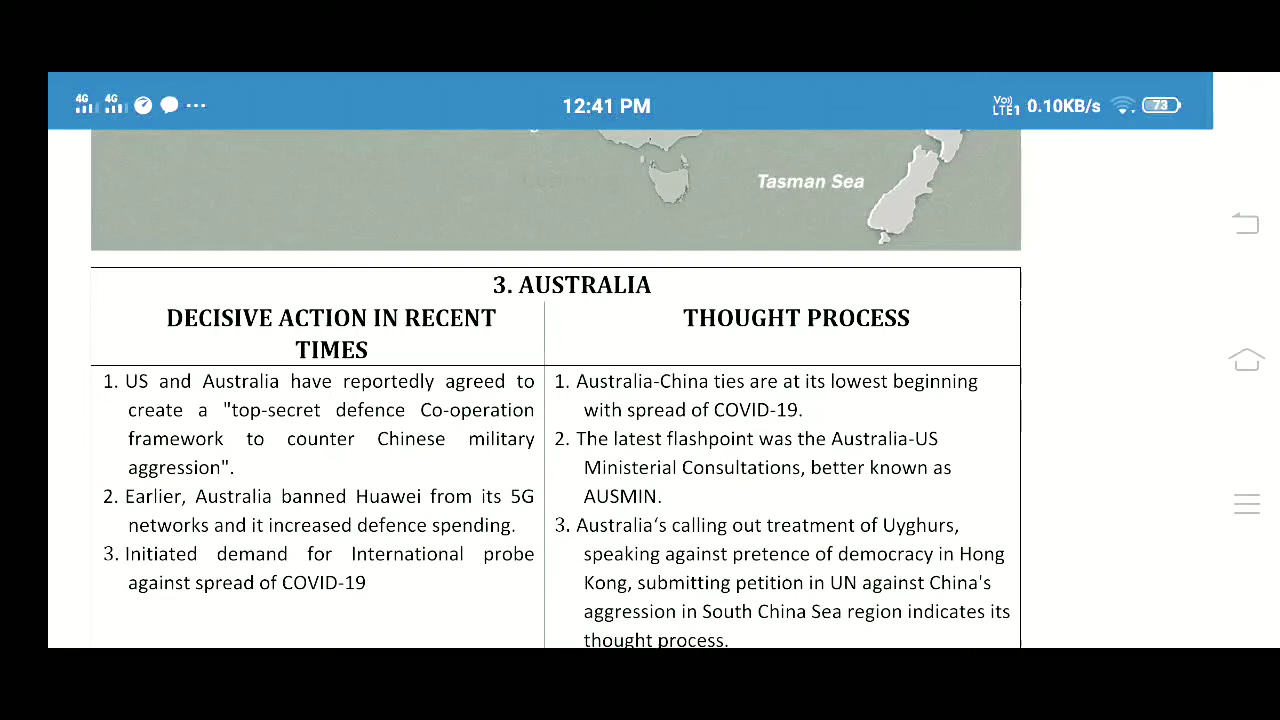 4G 4G 12:41 PM Vo)) LTE1 0.10KB/s 73
Tasman Sea
3. AUSTRALIA
DECISIVE ACTION IN RECENT
TIMES
THOUGHT PROCESS
1. US and Australia have reportedly agreed to
create a "top-secret defence Co-operation
framework to counter Chinese military
aggression".
2. Earlier, Australia banned Huawei from its 5G
networks and it increased defence spending.
3. Initiated demand for International probe
against spread of COVID-19
1. Australia-China ties are at its lowest beginning
with spread of COVID-19.
2. The latest flashpoint was the Australia-US
Ministerial Consultations, better known as
AUSMIN.
3. Australia‘s calling out treatment of Uyghurs,
speaking against pretence of democracy in Hong
Kong, submitting petition in UN against China's
aggression in South China Sea region indicates its
thought process.